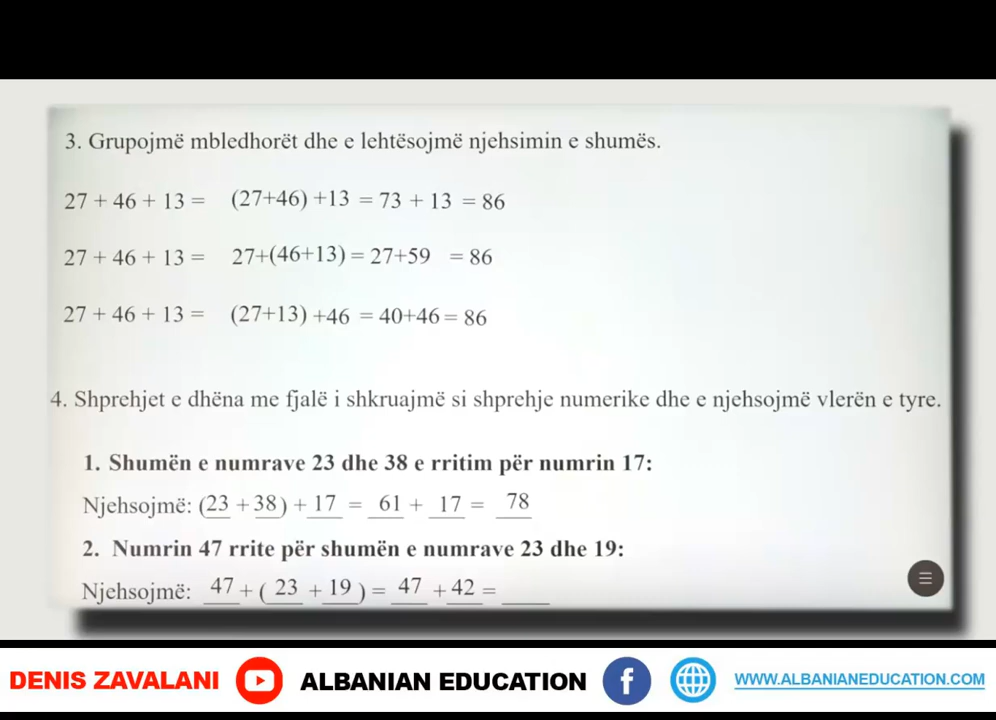 3. Grupojmë mbledhorët dhe e lehtësojmë njehsimin e shumës.
27 + 46 + 13 = (27+46) +13 = 73 + 13 = 86
27 + 46 + 13 = 27+(46+13) = 27+59 = 86
27 + 46 + 13 = (27+13) +46 = 40+46 = 86
4. Shprehjet e dhëna me fjalë i shkruajmë si shprehje numerike dhe e njehsojmë vlerën e tyre.
1. Shumën e numrave 23 dhe 38 e rritim për numrin 17:
Njehsojmë: (23 + 38) + 17 = 61 + 17 = 78
2. Numrin 47 rrite për shumën e numrave 23 dhe 19:
Njehsojmë: 47 + ( 23 + 19 ) = 47 + 42 = ____
DENIS ZAVALANI ALBANIAN EDUCATION f WWW.ALBANIANEDUCATION.COM